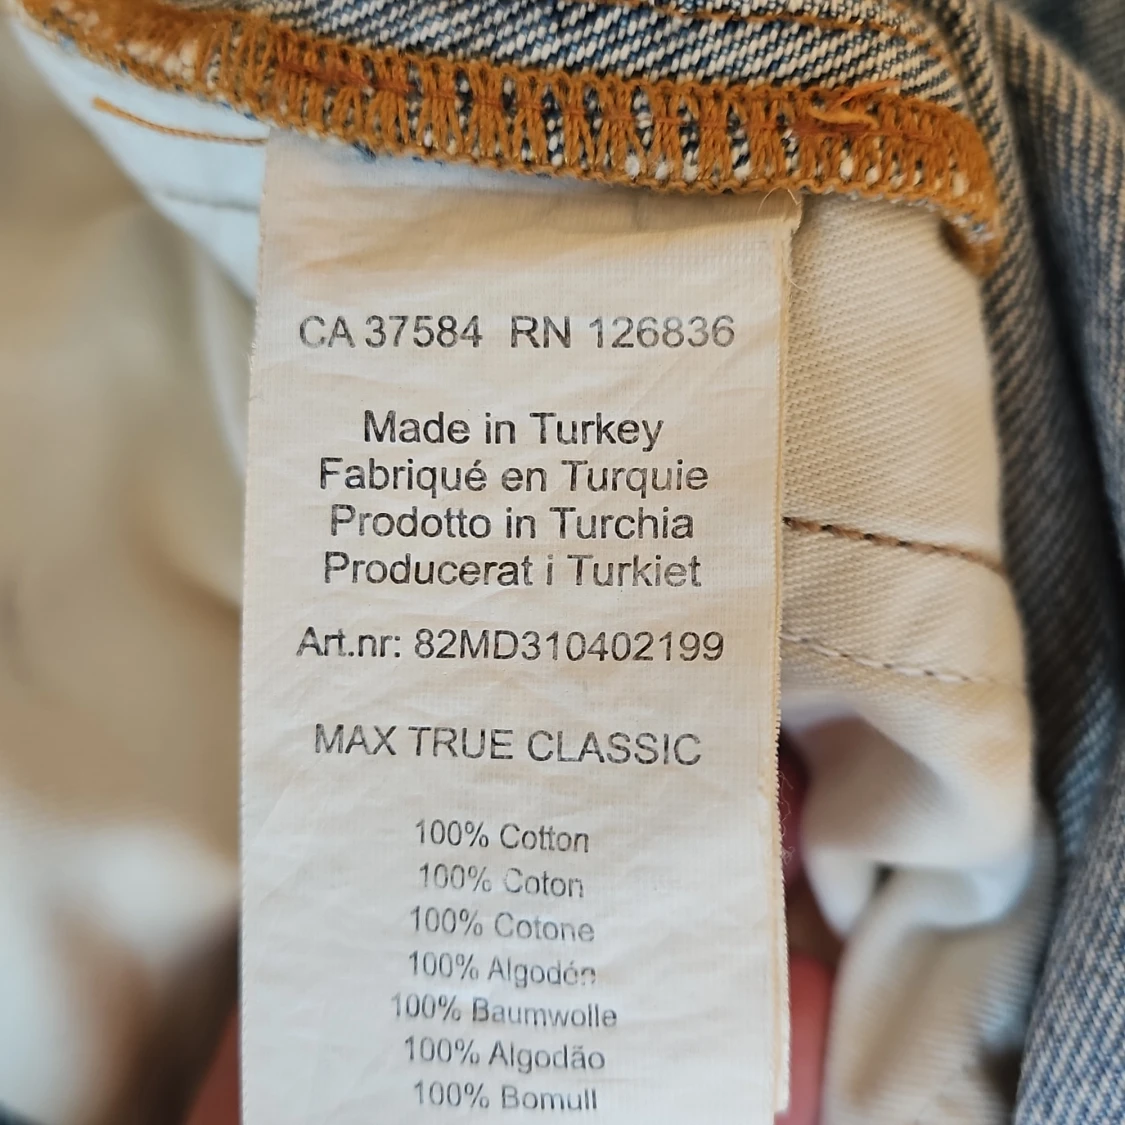 CA 37584 RN 126836
Made in Turkey
Fabriqué en Turquie
Prodotto in Turchia
Producerat i Turkiet
Art.nr: 82MD310402199
MAX TRUE CLASSIC
100% Cotton
100% Coton
100% Cotone
100% Algodón
100% Baumwolle
100% Algodão
100% Bomull